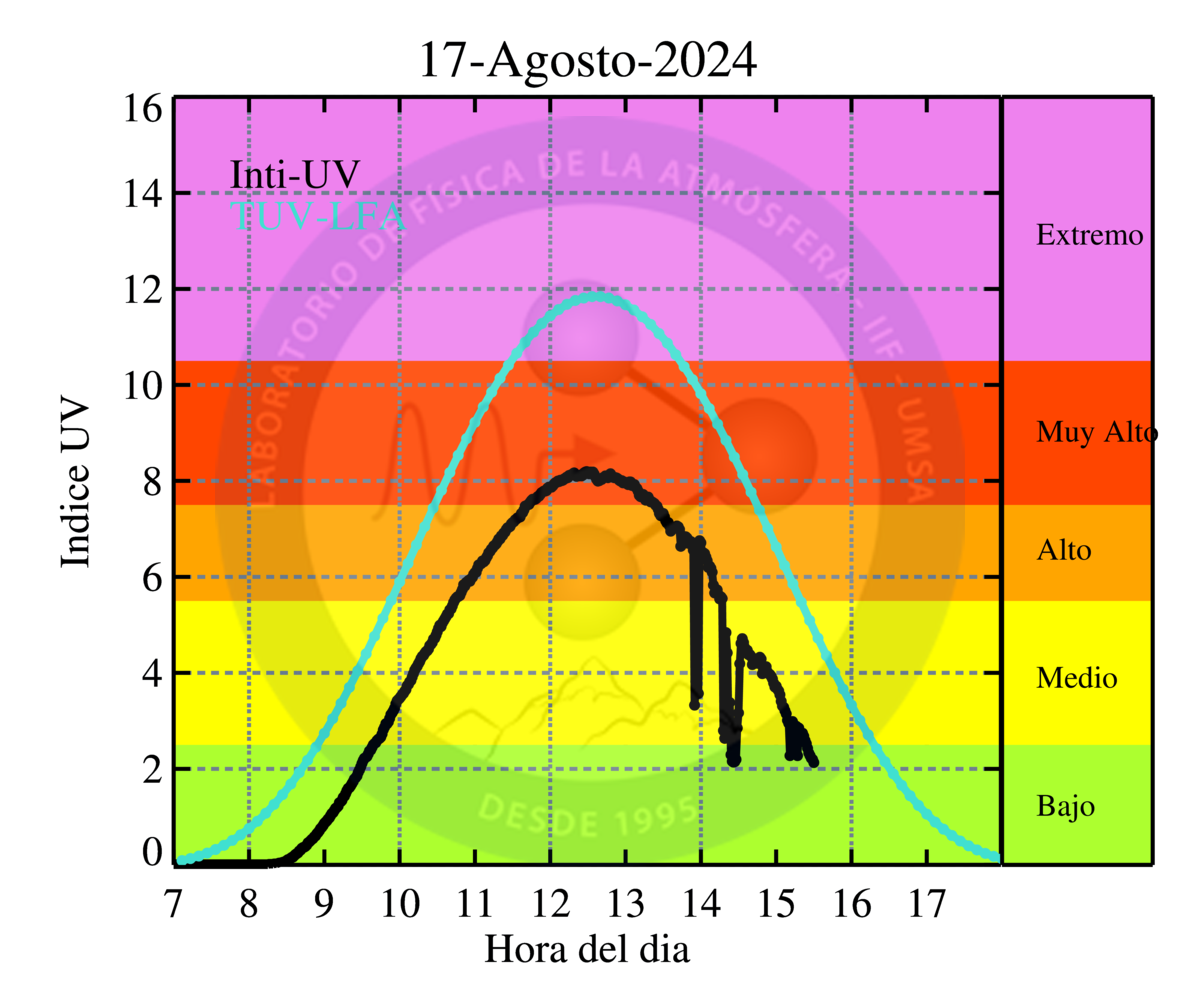 17-Agosto-2024
16
14
12
10
8
6
4
2
0
Indice UV
Inti-UV
TUV-LFA
LABORATORIO DE FÍSICA DE LA ATMÓSFERA - IIF - UMSA
DESDE 1995
Extremo
Muy Alto
Alto
Medio
Bajo
7 8 9 10 11 12 13 14 15 16 17
Hora del dia